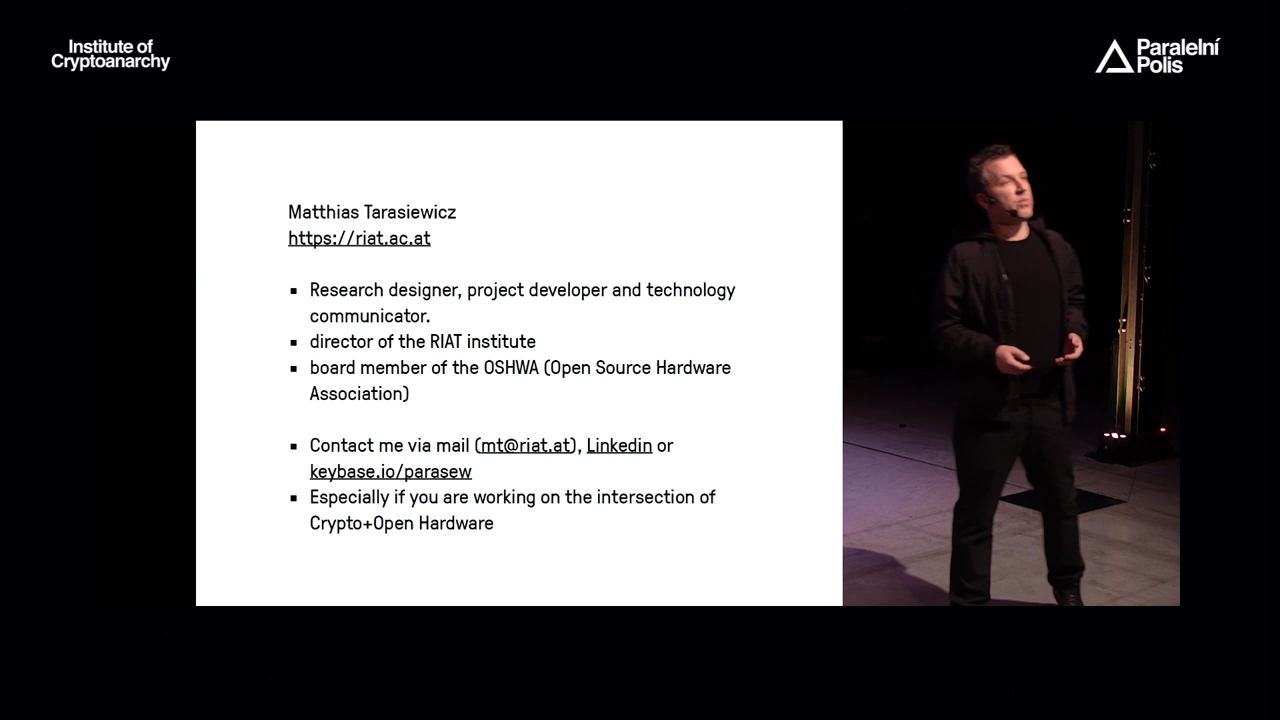 Institute of
Cryptoanarchy
Paralelní
Polis
Matthias Tarasiewicz
https://riat.ac.at
▪ Research designer, project developer and technology
communicator.
▪ director of the RIAT institute
▪ board member of the OSHWA (Open Source Hardware
Association)
▪ Contact me via mail (mt@riat.at), Linkedin or
keybase.io/parasew
▪ Especially if you are working on the intersection of
Crypto+Open Hardware